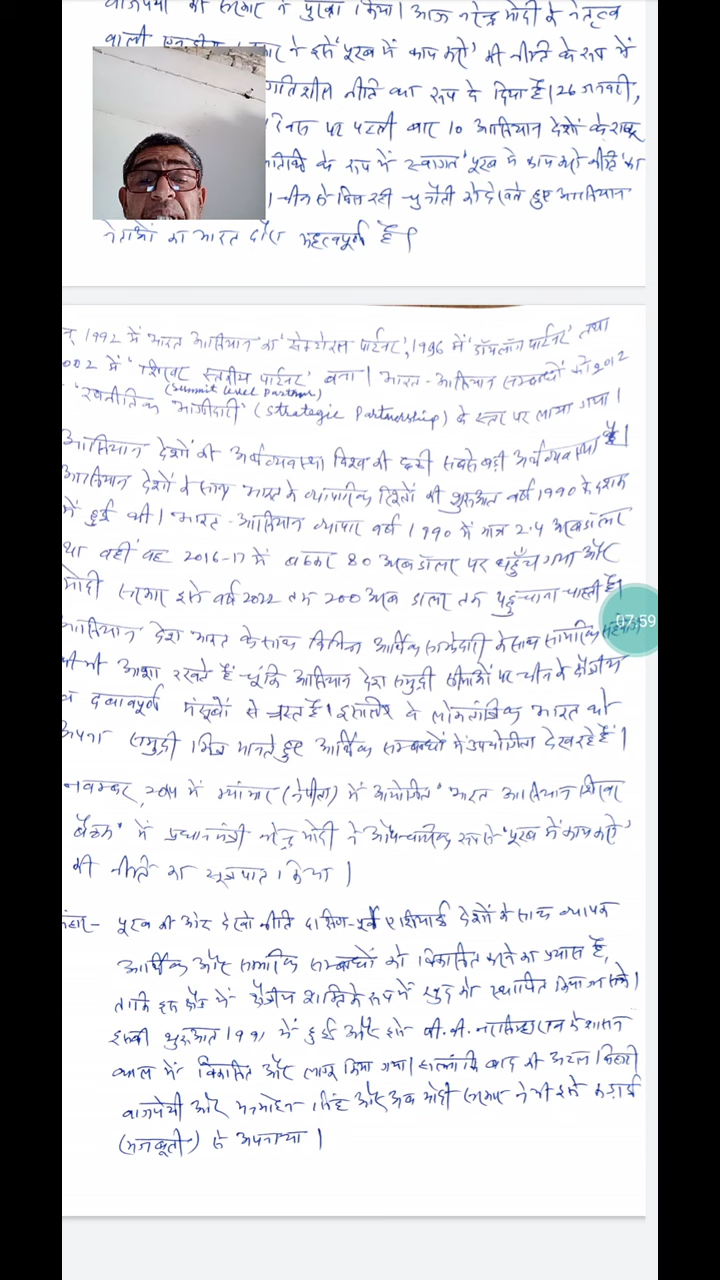 वाजपेयी की सरकार ने पुख्ता किया। आज नरेन्द्र मोदी के नेतृत्व
वाली ने इसे 'पूरब में काम करो' की नीति के रूप में
गतिशील नीति का रूप दे दिया है। (26 जनवरी,
पर पहली बार 10 आसियान देशों के
के रूप में स्वागत 'पूरब में काम करो नीति' का
। चीन से मिल रही चुनौती को देखते हुए आसियान
नेताओं का भारत दौरा महत्वपूर्ण है।
1992 में भारत आसियान का 'सेक्टोरल पार्टनर', 1996 में 'डॉयलॉग पार्टनर' तथा
002 में 'शिखर स्तरीय पार्टनर' बना। भारत-आसियान सम्बन्धों को 2012
(Summit Level Partner)
'रणनीतिक भागीदारी' (Strategic Partnership) के स्तर पर लाया गया।
आसियान देशों की अर्थव्यवस्था विश्व की सबसे बड़ी अर्थव्यवस्था है।
आसियान देशों के साथ भारत के व्यापारिक रिश्तों की शुरुआत वर्ष 1990 के दशक
में हुई थी। भारत-आसियान व्यापार वर्ष 1990 में मात्र 2.4 अरब डॉलर
था वहीं वह 2016-17 में बढ़कर 80 अरब डॉलर पर पहुँच गया और
मोदी सरकार इसे वर्ष 2022 तक 200 अरब डालर तक पहुंचाना चाहती है।
07:59
आसियान देश भारत के साथ विभिन्न आर्थिक साझेदारी के साथ सामरिक सहयोग
की भी आशा रखते हैं चूंकि आसियान देश समुद्री सीमाओं पर चीन के क्षेत्रीय
व दबावपूर्ण मंसूबों से त्रस्त हैं। इसलिए वे लोकतांत्रिक भारत को
अपना समुद्री मित्र मानते हुए आर्थिक सम्बन्धों में उपयोगिता देख रहे हैं।
नवम्बर, 2014 में म्यांमार (नेपीता) में आयोजित 'भारत आसियान शिखर
बैठक' में प्रधानमंत्री नरेन्द्र मोदी ने औपचारिक रूप से 'पूरब में काम करो'
की नीति का सूत्रपात किया।
पूरब की ओर देखो नीति दक्षिण-पूर्व एशियाई देशों के साथ व्यापक
आर्थिक और सामरिक सम्बन्धों को विकसित करने का प्रयास है,
ताकि इस क्षेत्र में क्षेत्रीय शक्ति के रूप में खुद को स्थापित किया जा सके।
इसकी शुरुआत 1991 में हुई और इसे पी.वी. नरसिम्हा राव के शासन
काल में विकसित और लागू किया गया। हालांकि बाद की अटल बिहारी
वाजपेयी और मनमोहन सिंह और अब मोदी सरकार ने भी इसे कड़ाई
(मजबूती) से अपनाया।